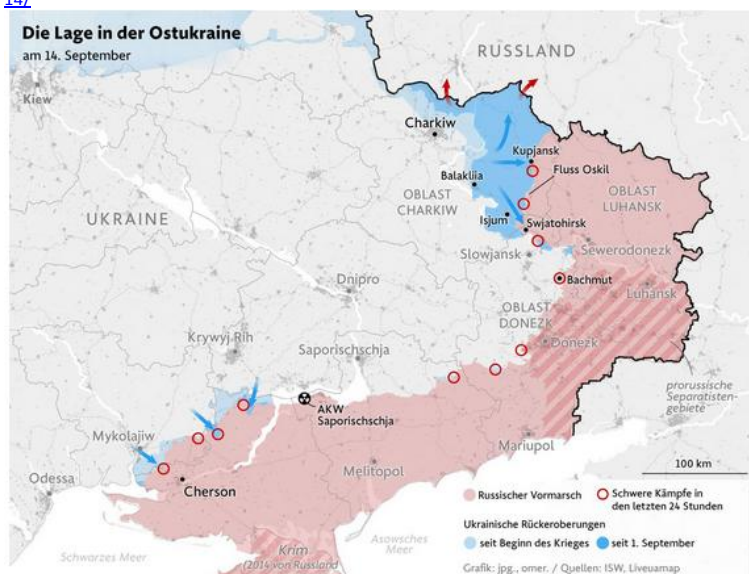 14/
Die Lage in der Ostukraine
am 14. September
RUSSLAND
Kiew
Charkiw
Kupjansk
Fluss Oskil
Balakliia
OBLAST
CHARKIW
OBLAST
LUHANSK
Isjum
Swjatohirsk
UKRAINE
Slowjansk
Sewerodonezk
Dnipro
Bachmut
Luhansk
OBLAST
DONEZK
Donezk
Krywyj Rih
Saporischschja
AKW
Saporischschja
prorussische
Separatisten-
gebiete
Mykolajiw
Mariupol
Melitopol
100 km
Odessa
Cherson
Russischer Vormarsch
Schwere Kämpfe in
den letzten 24 Stunden
Ukrainische Rückeroberungen
seit Beginn des Krieges
seit 1. September
Schwarzes Meer
Krim
(2014 von Russland
Asowsches
Meer
Grafik: jpg., omer. / Quellen: ISW, Liveuamap